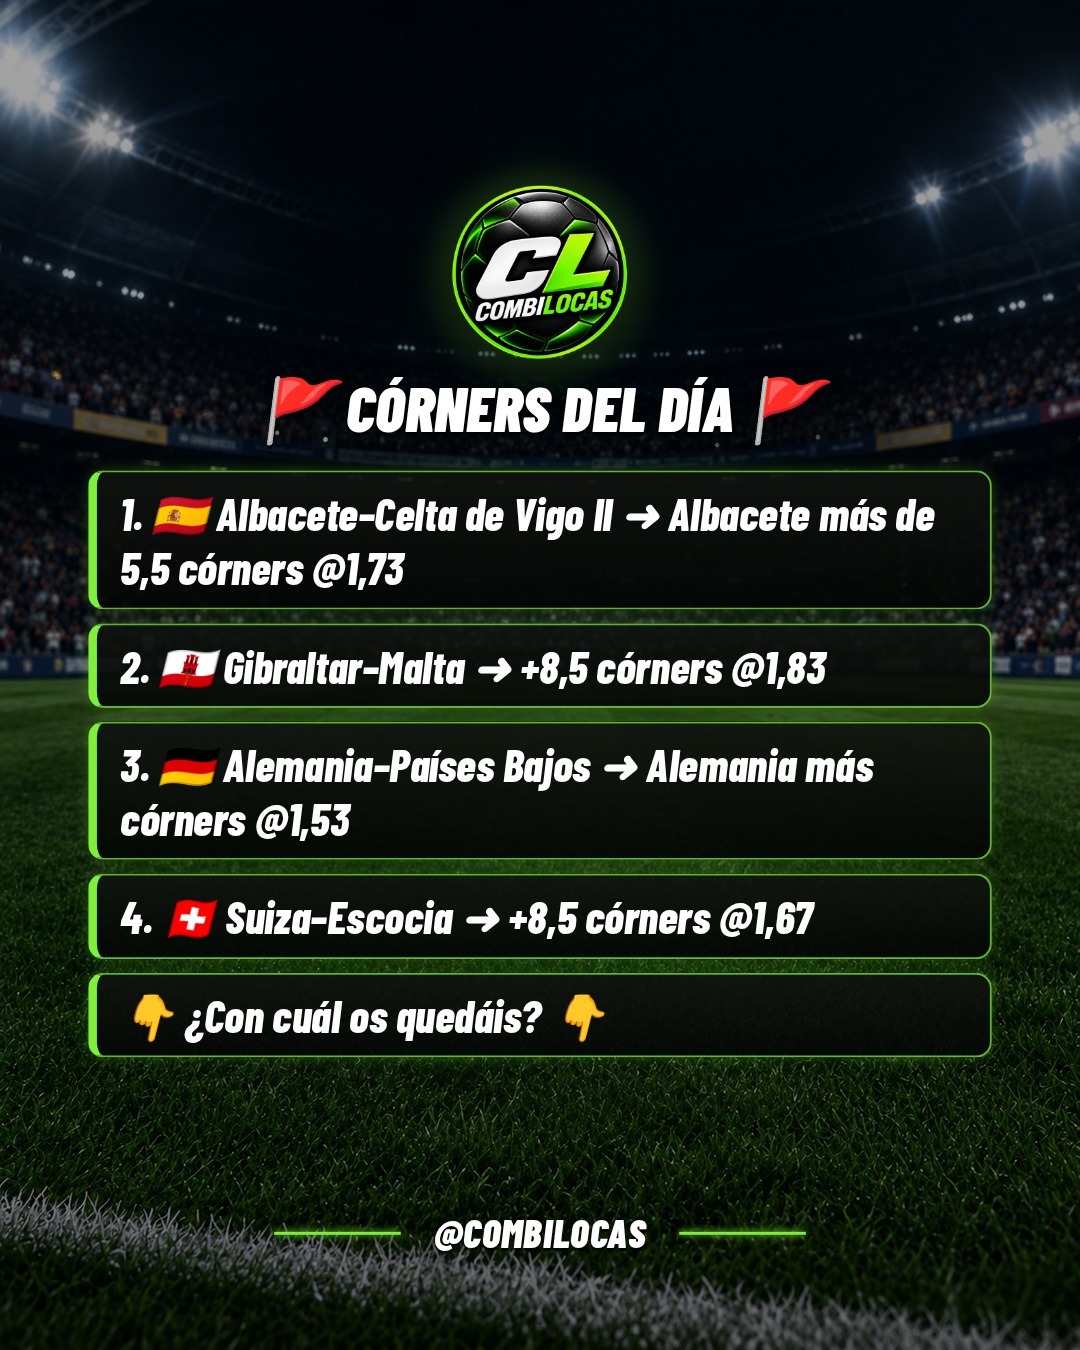 CL
COMBILOCAS
🚩 CÓRNERS DEL DÍA 🚩
1. 🇪🇸 Albacete-Celta de Vigo II ➜ Albacete más de
5,5 córners @1,73
2. 🇬🇮 Gibraltar-Malta ➜ +8,5 córners @1,83
3. 🇩🇪 Alemania-Países Bajos ➜ Alemania más
córners @1,53
4. 🇨🇭 Suiza-Escocia ➜ +8,5 córners @1,67
👇 ¿Con cuál os quedáis? 👇
@COMBILOCAS